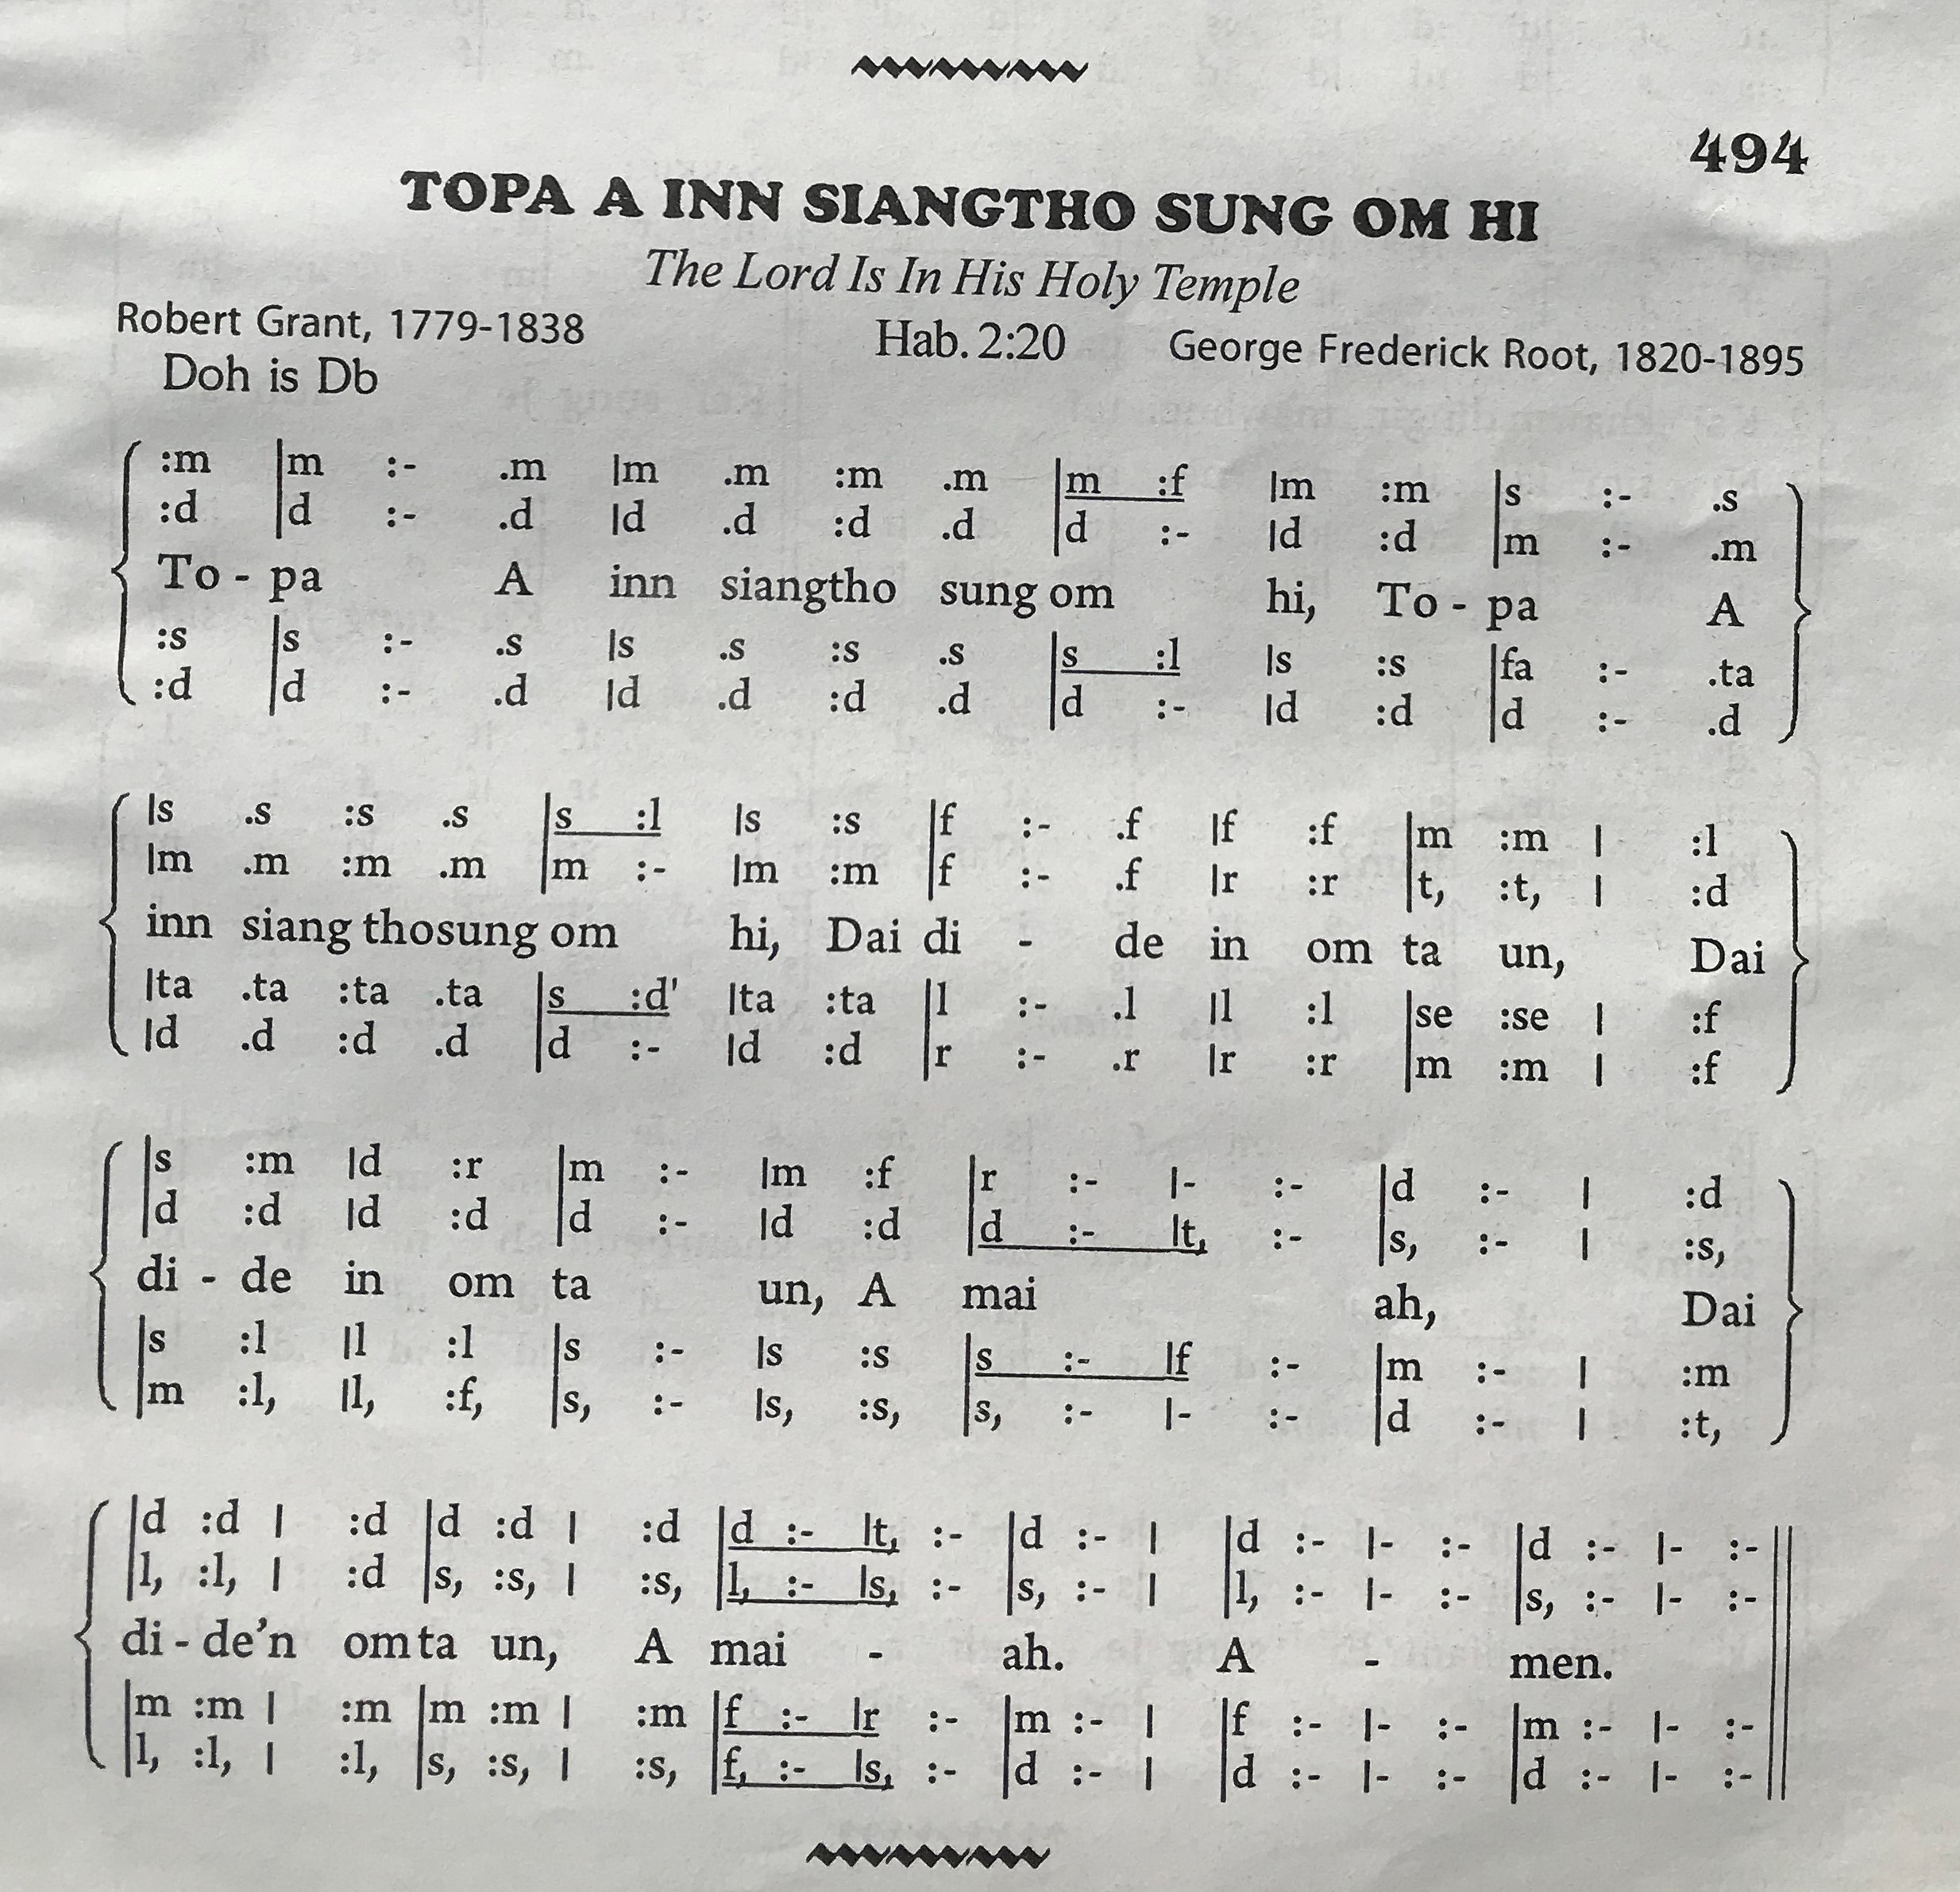 494
TOPA A INN SIANGTHO SUNG OM HI
The Lord Is In His Holy Temple
Robert Grant, 1779-1838 Hab. 2:20 George Frederick Root, 1820-1895
Doh is Db
:m |m :- .m |m .m :m .m |m :f |m :m |s :- .s
:d |d :- .d |d .d :d .d |d :- |d :d |m :- .m
To - pa A inn siangtho sung om hi, To - pa A
:s |s :- .s |s .s :s .s |s :l |s :s |fa :- .ta
:d |d :- .d |d .d :d .d |d :- |d :d |d :- .d
|s .s :s .s |s :l |s :s |f :- .f |f :f |m :m | :l
|m .m :m .m |m :- |m :m |f :- .f |r :r |t, :t, | :d
inn siang thosung om hi, Dai di - de in om ta un, Dai
|ta .ta :ta .ta |s :d' |ta :ta |l :- .l |l :l |se :se | :f
|d .d :d .d |d :- |d :d |r :- .r |r :r |m :m | :f
|s :m |d :r |m :- |m :f |r :- |- :- |d :- | :d
|d :d |d :d |d :- |d :d |d :- |t, :- |s, :- | :s,
di - de in om ta un, A mai ah, Dai
|s :l |l :l |s :- |s :s |s :- |f :- |m :- | :m
|m :l, |l, :f, |s, :- |s, :s, |s, :- |- :- |d :- | :t,
|d :d | :d |d :d | :d |d :- |t, :- |d :- | |d :- |- :- |d :- |- :-
|l, :l, | :d |s, :s, | :s, |l, :- |s, :- |s, :- | |l, :- |- :- |s, :- |- :-
di - de'n omta un, A mai - ah. A - men.
|m :m | :m |m :m | :m |f :- |r :- |m :- | |f :- |- :- |m :- |- :-
|l, :l, | :l, |s, :s, | :s, |f, :- |s, :- |d :- | |d :- |- :- |d :- |- :-